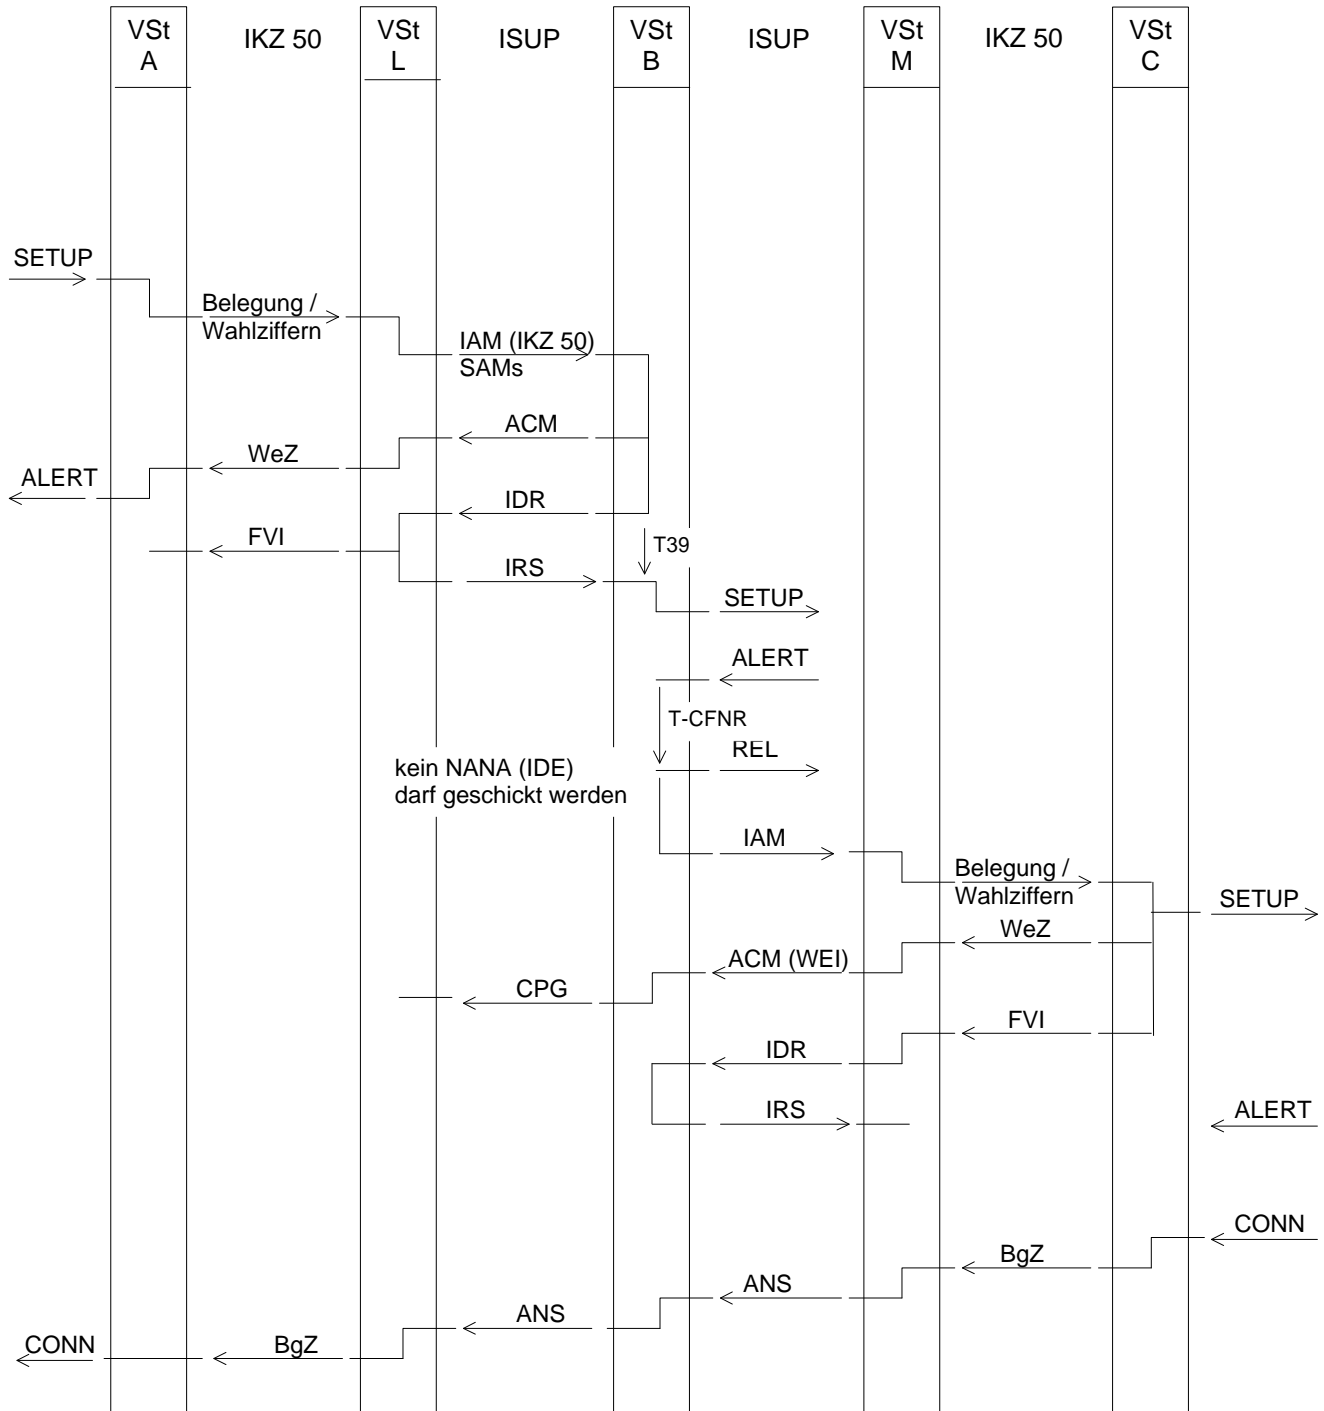 VSt
A
IKZ 50
VSt
L
ISUP
VSt
B
ISUP
VSt
M
IKZ 50
VSt
C
SETUP
Belegung /
Wahlziffern
IAM (IKZ 50)
SAMs
ACM
WeZ
ALERT
IDR
FVI
T39
IRS
SETUP
ALERT
T-CFNR
REL
kein NANA (IDE)
darf geschickt werden
IAM
Belegung /
Wahlziffern
SETUP
WeZ
ACM (WEI)
CPG
FVI
IDR
IRS
ALERT
CONN
BgZ
ANS
ANS
BgZ
CONN